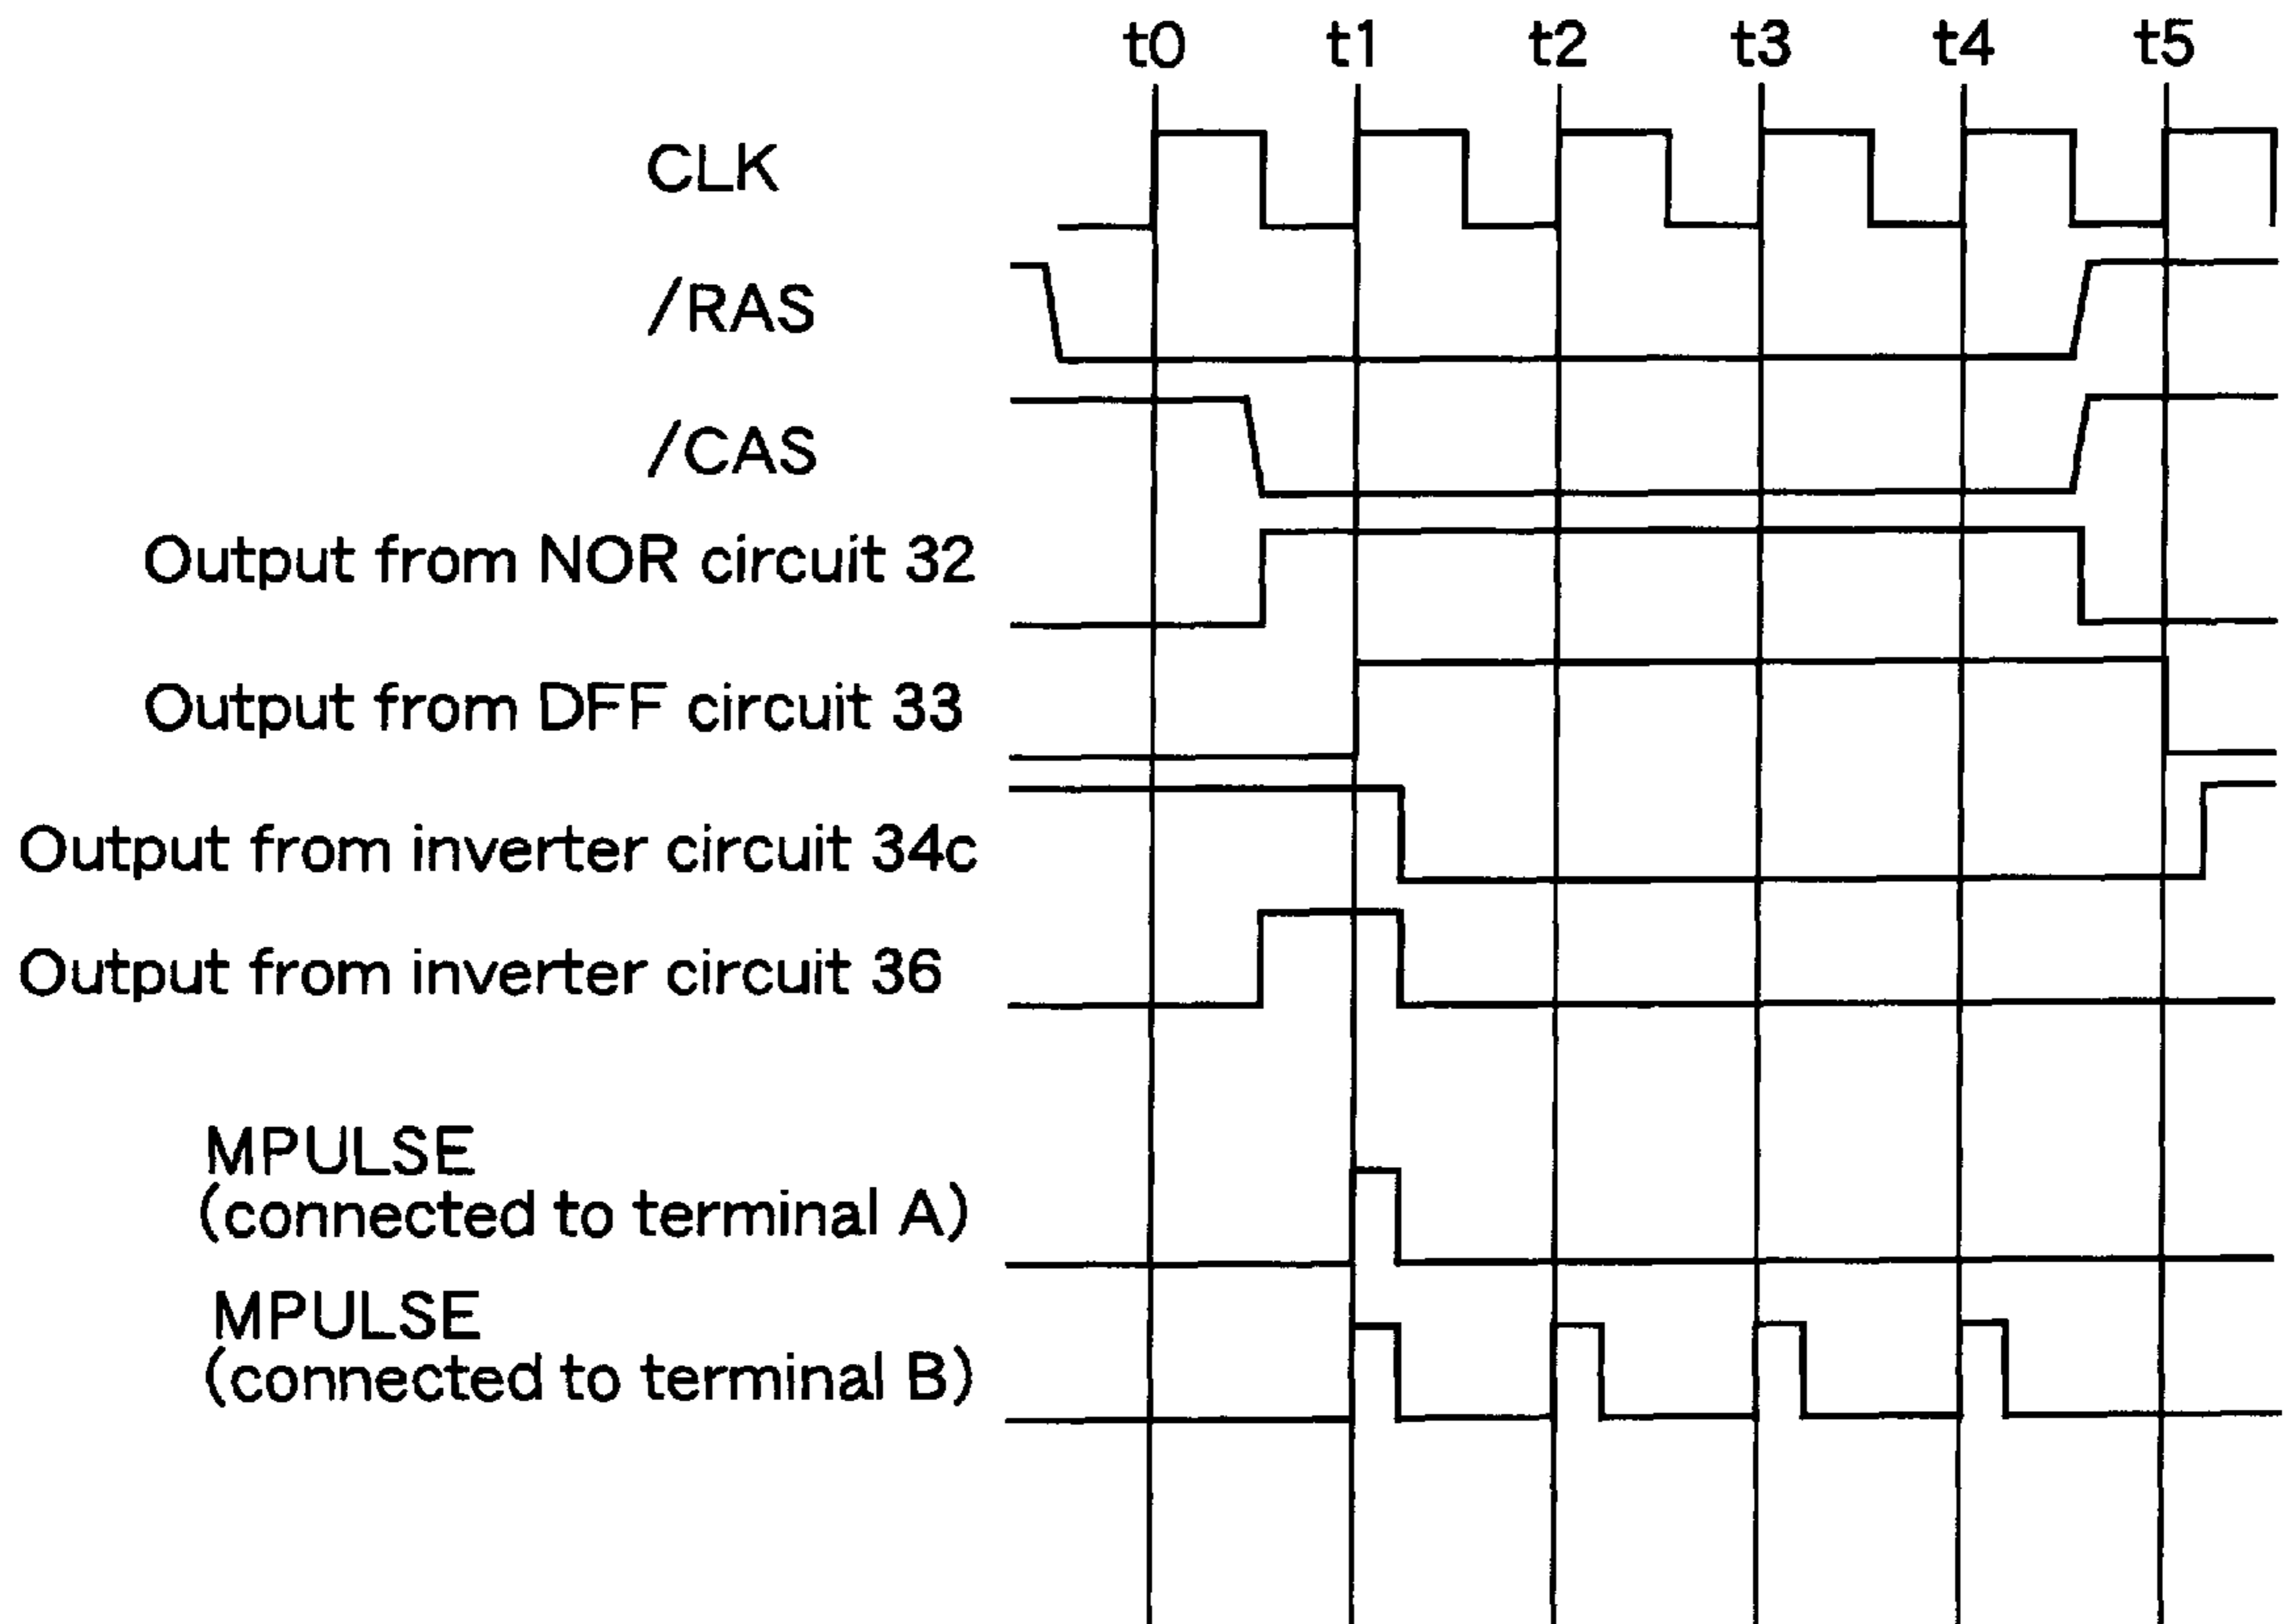 t0 t1 t2 t3 t4 t5
CLK
/RAS
/CAS
Output from NOR circuit 32
Output from DFF circuit 33
Output from inverter circuit 34c
Output from inverter circuit 36
MPULSE
(connected to terminal A)
MPULSE
(connected to terminal B)